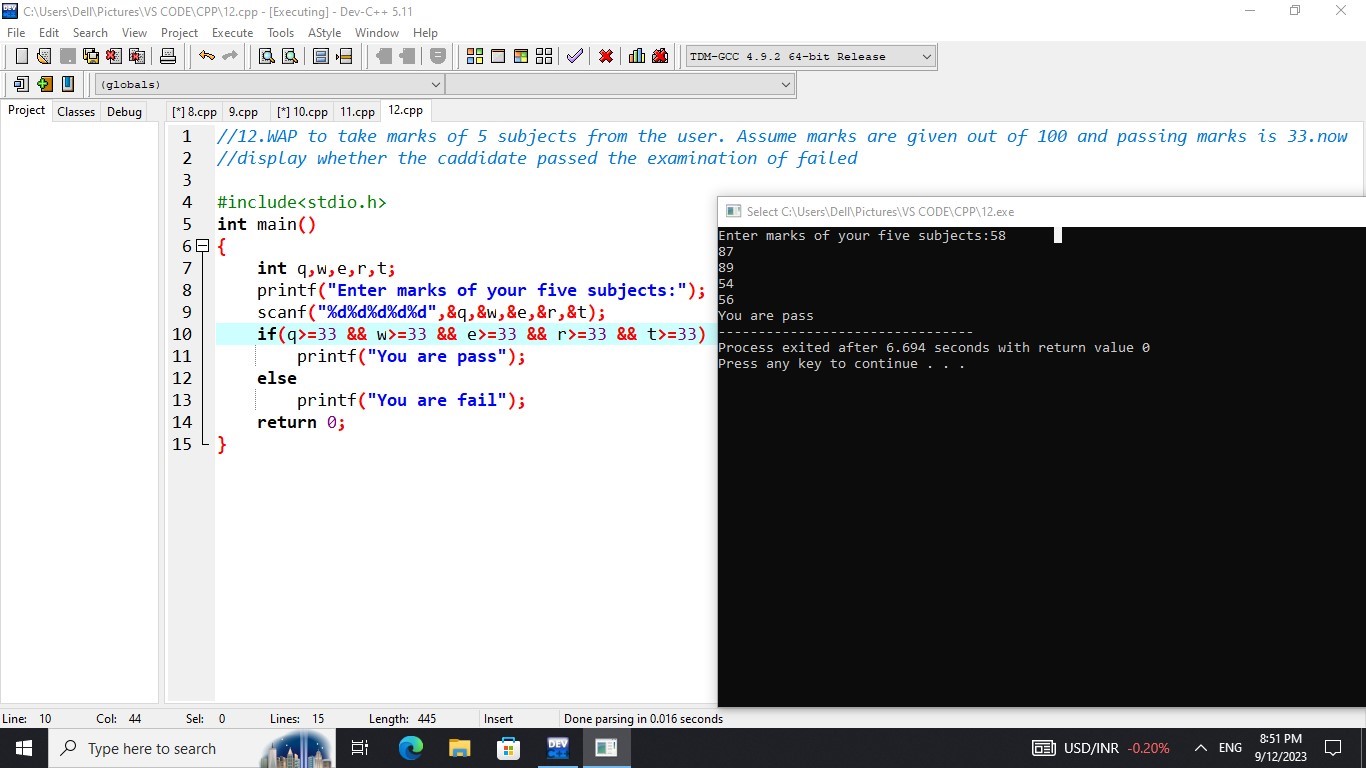 C:\Users\Dell\Pictures\VS CODE\CPP\12.cpp - [Executing] - Dev-C++ 5.11
File Edit Search View Project Execute Tools AStyle Window Help
TDM-GCC 4.9.2 64-bit Release
(globals)
Project Classes Debug [*] 8.cpp 9.cpp [*] 10.cpp 11.cpp 12.cpp
1 //12.WAP to take marks of 5 subjects from the user. Assume marks are given out of 100 and passing marks is 33.now
2 //display whether the caddidate passed the examination of failed
3
4 #include<stdio.h>
5 int main()
6 {
7 int q,w,e,r,t;
8 printf("Enter marks of your five subjects:");
9 scanf("%d%d%d%d%d",&q,&w,&e,&r,&t);
10 if(q>=33 && w>=33 && e>=33 && r>=33 && t>=33)
11 printf("You are pass");
12 else
13 printf("You are fail");
14 return 0;
15 }
Select C:\Users\Dell\Pictures\VS CODE\CPP\12.exe
Enter marks of your five subjects:58
87
89
54
56
You are pass
--------------------------------
Process exited after 6.694 seconds with return value 0
Press any key to continue . . .
Line: 10 Col: 44 Sel: 0 Lines: 15 Length: 445 Insert Done parsing in 0.016 seconds
Type here to search
DEV
USD/INR -0.20%
ENG
8:51 PM
9/12/2023